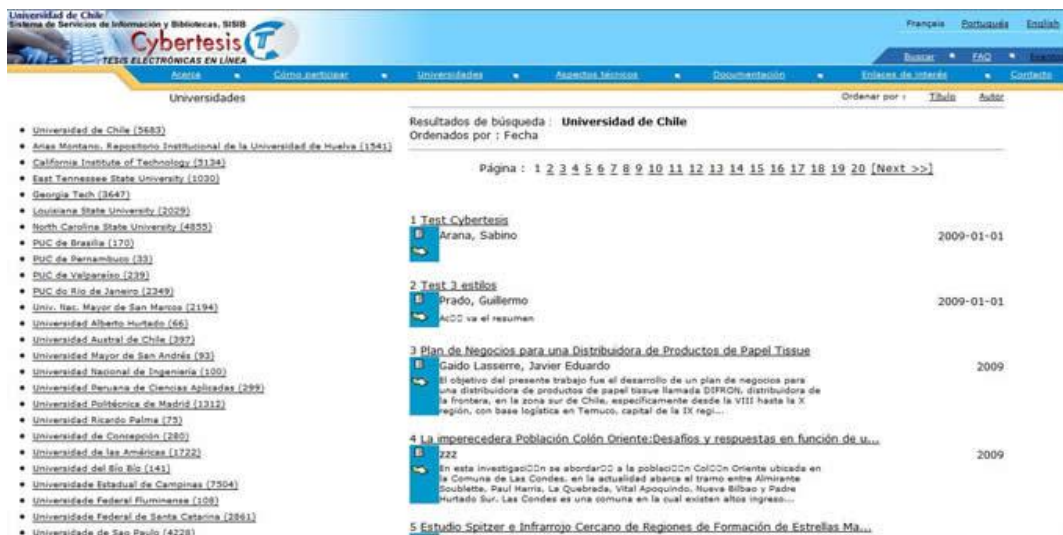 Universidad de Chile
Sistema de Servicios de Información y Bibliotecas, SISIB
Cybertesis
TESIS ELECTRÓNICAS EN LÍNEA
Français Português English
Buscar FAQ
Acerca Cómo participar Universidades Aspectos técnicos Documentación Enlaces de interés Contacto
Universidades
Universidad de Chile (5683)
Arias Montano. Repositorio Institucional de la Universidad de Huelva (1541)
California Institute of Technology (5134)
East Tennessee State University (1030)
Georgia Tech (3647)
Louisiana State University (2029)
North Carolina State University (4855)
PUC de Brasilia (170)
PUC de Pernambuco (33)
PUC de Valparaíso (239)
PUC do Rio de Janeiro (2349)
Univ. Nac. Mayor de San Marcos (2194)
Universidad Alberto Hurtado (66)
Universidad Austral de Chile (397)
Universidad Mayor de San Andrés (93)
Universidad Nacional de Ingeniería (100)
Universidad Peruana de Ciencias Aplicadas (299)
Universidad Politécnica de Madrid (1312)
Universidad Ricardo Palma (75)
Universidad de Concepción (280)
Universidad de las Américas (1722)
Universidad del Bío Bío (141)
Universidade Estadual de Campinas (7504)
Universidade Federal Fluminense (108)
Universidade Federal de Santa Catarina (2861)
Universidade de Sao Paulo (4228)
Ordenar por : Título Autor
Resultados de búsqueda : Universidad de Chile
Ordenados por : Fecha
Página : 1 2 3 4 5 6 7 8 9 10 11 12 13 14 15 16 17 18 19 20 [Next >>]
1 Test Cybertesis
Arana, Sabino 2009-01-01
2 Test 3 estilos
Prado, Guillermo 2009-01-01
Ac□□ va el resumen
3 Plan de Negocios para una Distribuidora de Productos de Papel Tissue
Gaido Lasserre, Javier Eduardo 2009
El objetivo del presente trabajo fue el desarrollo de un plan de negocios para
una distribuidora de productos de papel tissue llamada DIFRON, distribuidora de
la frontera, en la zona sur de Chile, específicamente desde la VIII hasta la X
región, con base logística en Temuco, capital de la IX regi...
4 La imperecedera Población Colón Oriente:Desafíos y respuestas en función de u...
zzz 2009
En esta investigaci□□n se abordar□□ a la poblaci□□n Col□□n Oriente ubicada en
la Comuna de Las Condes, en la actualidad abarca el tramo entre Almirante
Soublette, Paul Harris, La Quebrada, Vital Apoquindo, Nueva Bilbao y Padre
Hurtado Sur. Las Condes es una comuna en la cual existen altos ingreso...
5 Estudio Spitzer e Infrarrojo Cercano de Regiones de Formación de Estrellas Ma...